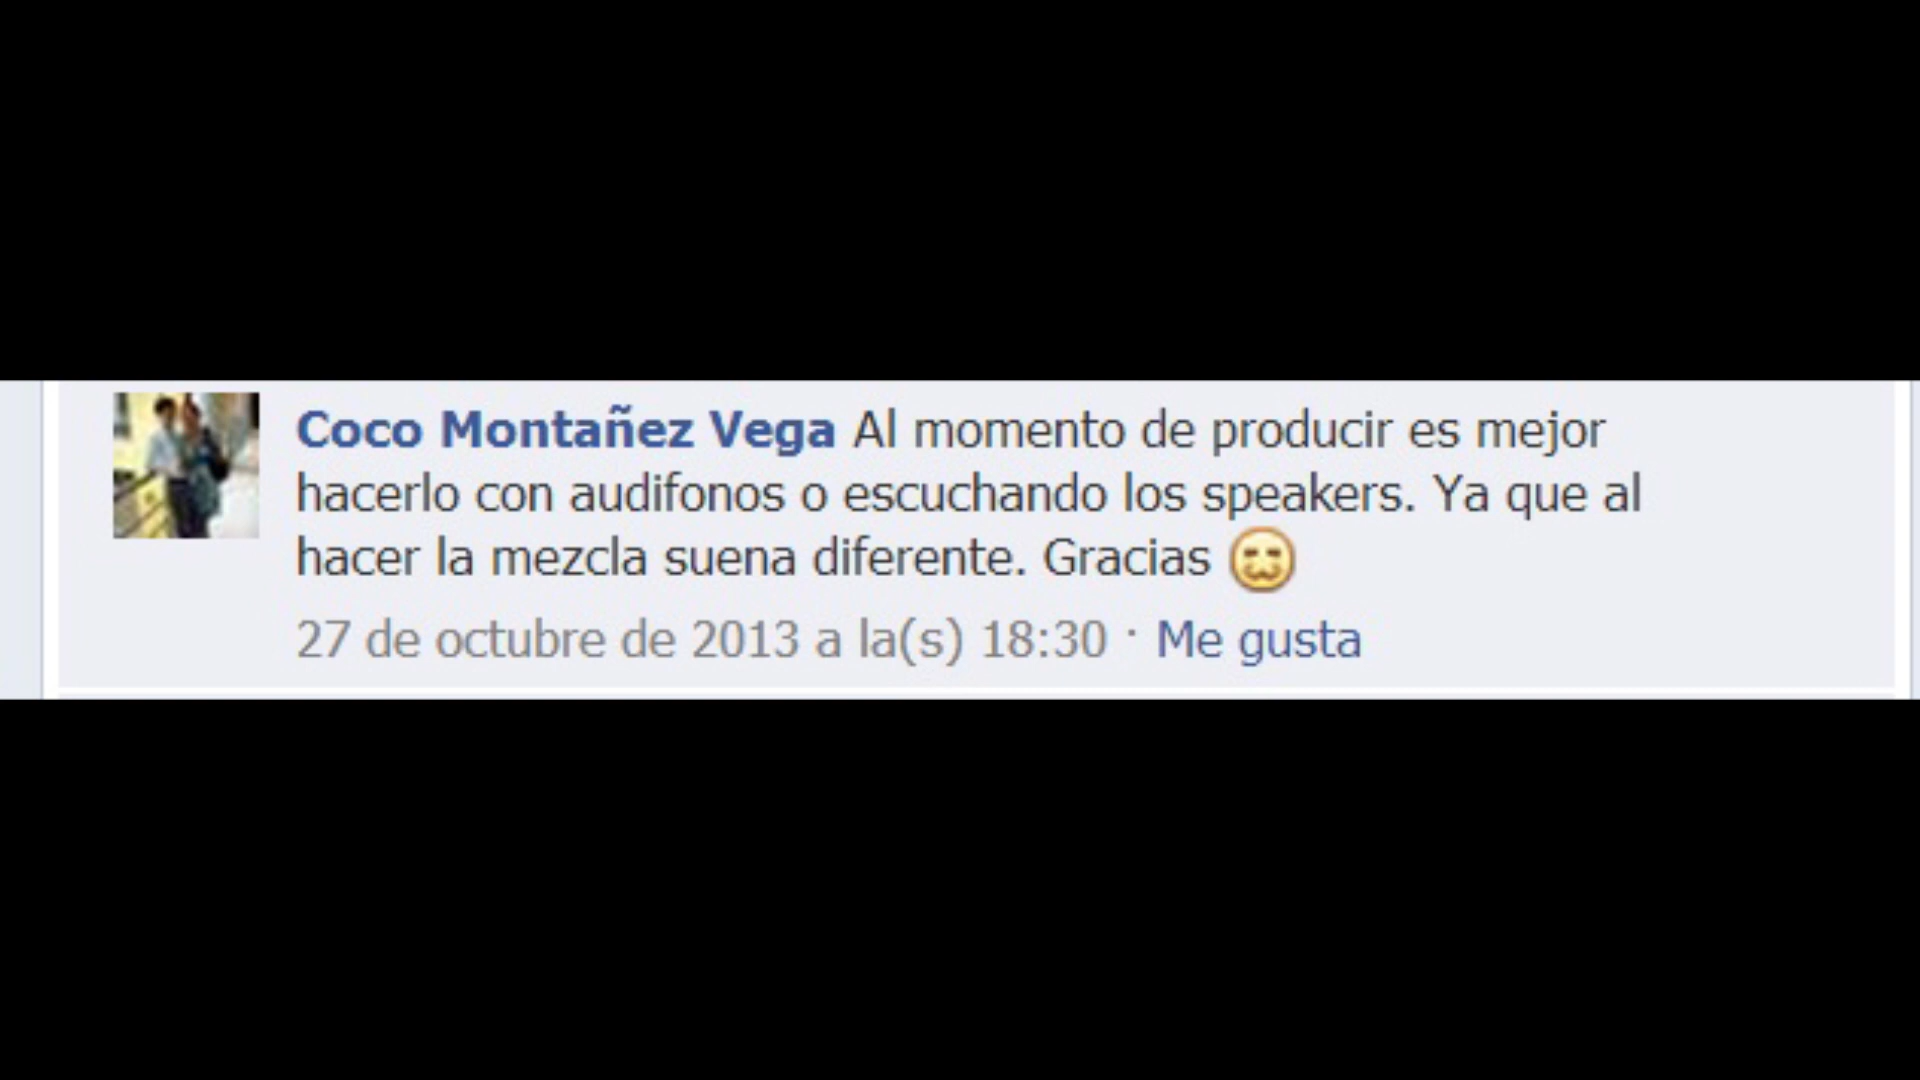 Coco Montañez Vega Al momento de producir es mejor
hacerlo con audifonos o escuchando los speakers. Ya que al
hacer la mezcla suena diferente. Gracias
27 de octubre de 2013 a la(s) 18:30 · Me gusta